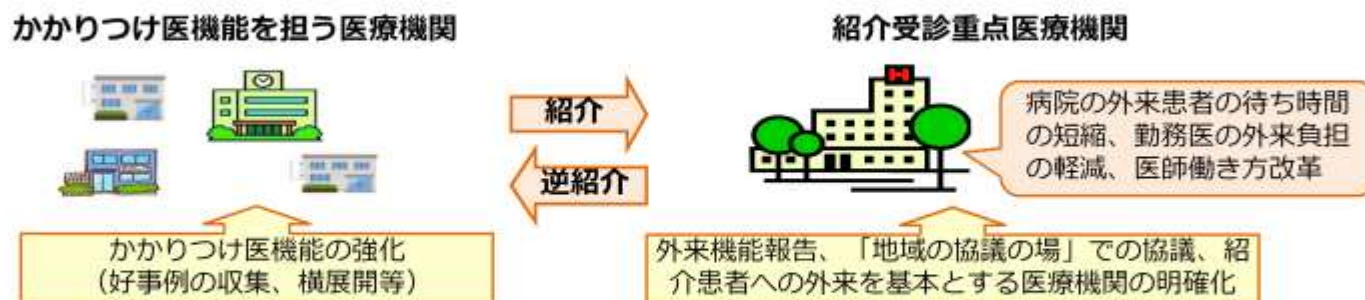 かかりつけ医機能を担う医療機関
紹介受診重点医療機関
紹介
逆紹介
病院の外来患者の待ち時間
の短縮、勤務医の外来負担
の軽減、医師働き方改革
かかりつけ医機能の強化
(好事例の収集、横展開等)
外来機能報告、「地域の協議の場」での協議、紹
介患者への外来を基本とする医療機関の明確化